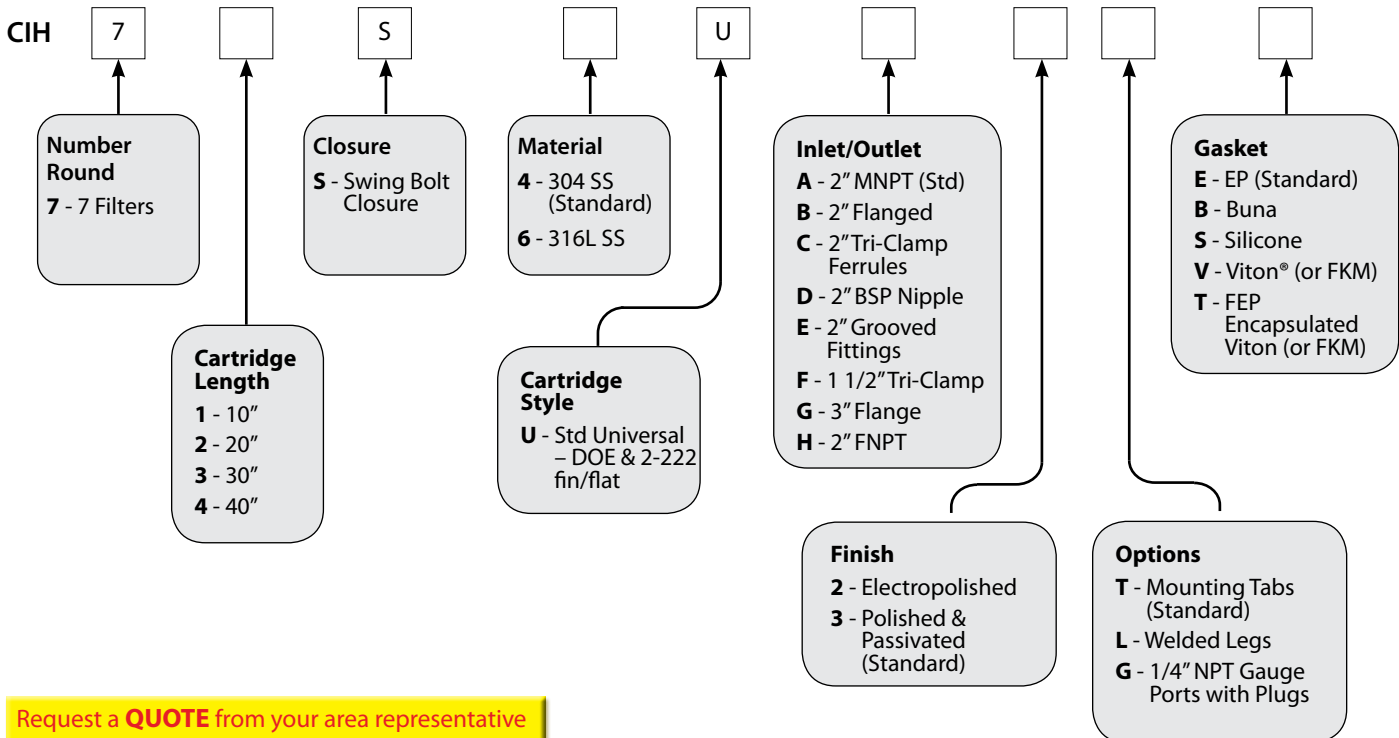 CIH 7 S U
Number
Round
7 - 7 Filters
Cartridge
Length
1 - 10”
2 - 20”
3 - 30”
4 - 40”
Closure
S - Swing Bolt
Closure
Material
4 - 304 SS
(Standard)
6 - 316L SS
Cartridge
Style
U - Std Universal
– DOE & 2-222
fin/flat
Inlet/Outlet
A - 2” MNPT (Std)
B - 2” Flanged
C - 2” Tri-Clamp
Ferrules
D - 2” BSP Nipple
E - 2” Grooved
Fittings
F - 1 1/2” Tri-Clamp
G - 3” Flange
H - 2” FNPT
Finish
2 - Electropolished
3 - Polished &
Passivated
(Standard)
Options
T - Mounting Tabs
(Standard)
L - Welded Legs
G - 1/4” NPT Gauge
Ports with Plugs
Gasket
E - EP (Standard)
B - Buna
S - Silicone
V - Viton® (or FKM)
T - FEP
Encapsulated
Viton (or FKM)
Request a QUOTE from your area representative